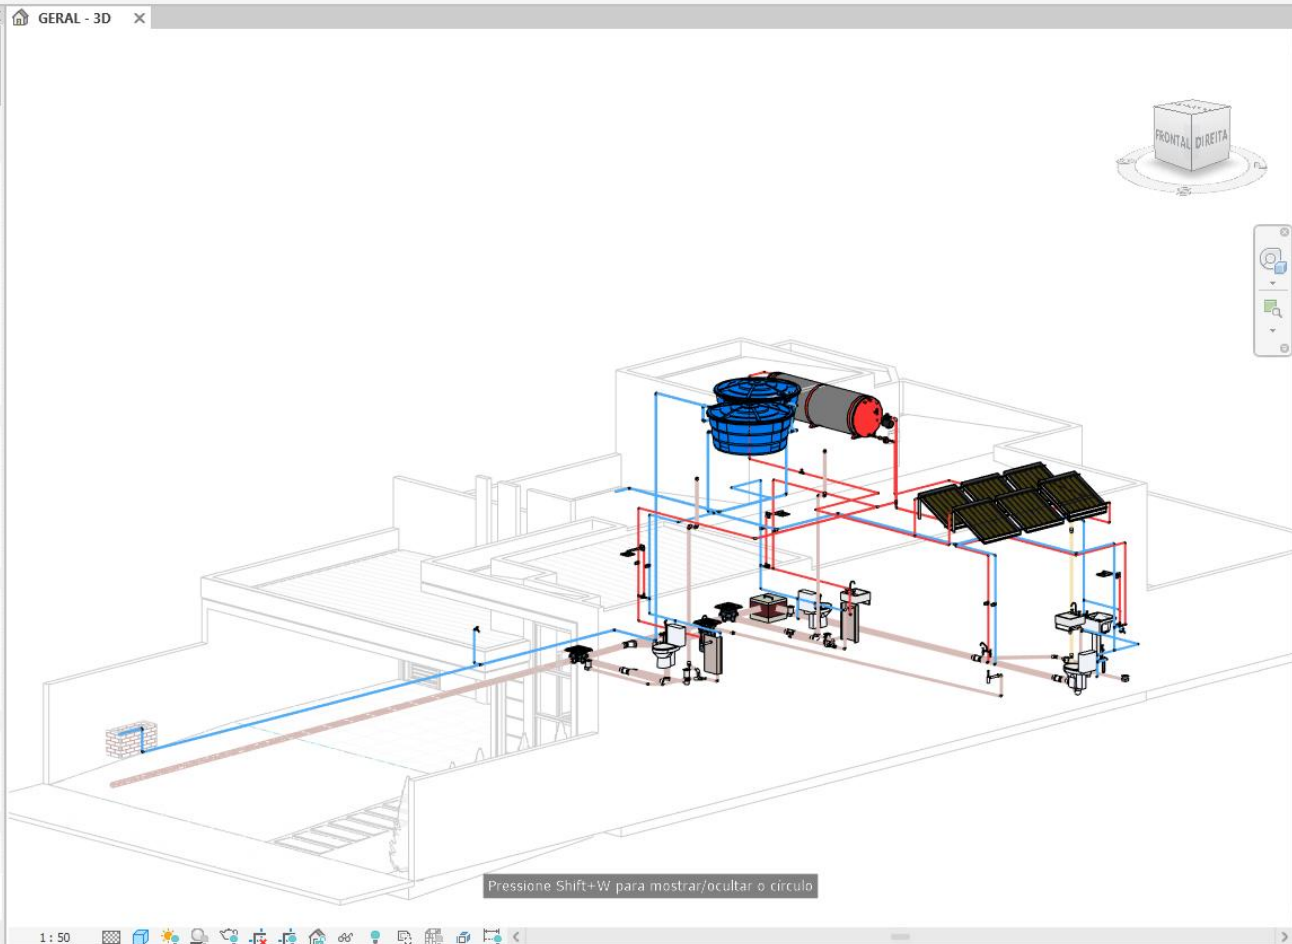 GERAL - 3D
FRONTAL
DIREITA
Pressione Shift+W para mostrar/ocultar o círculo
1 : 50